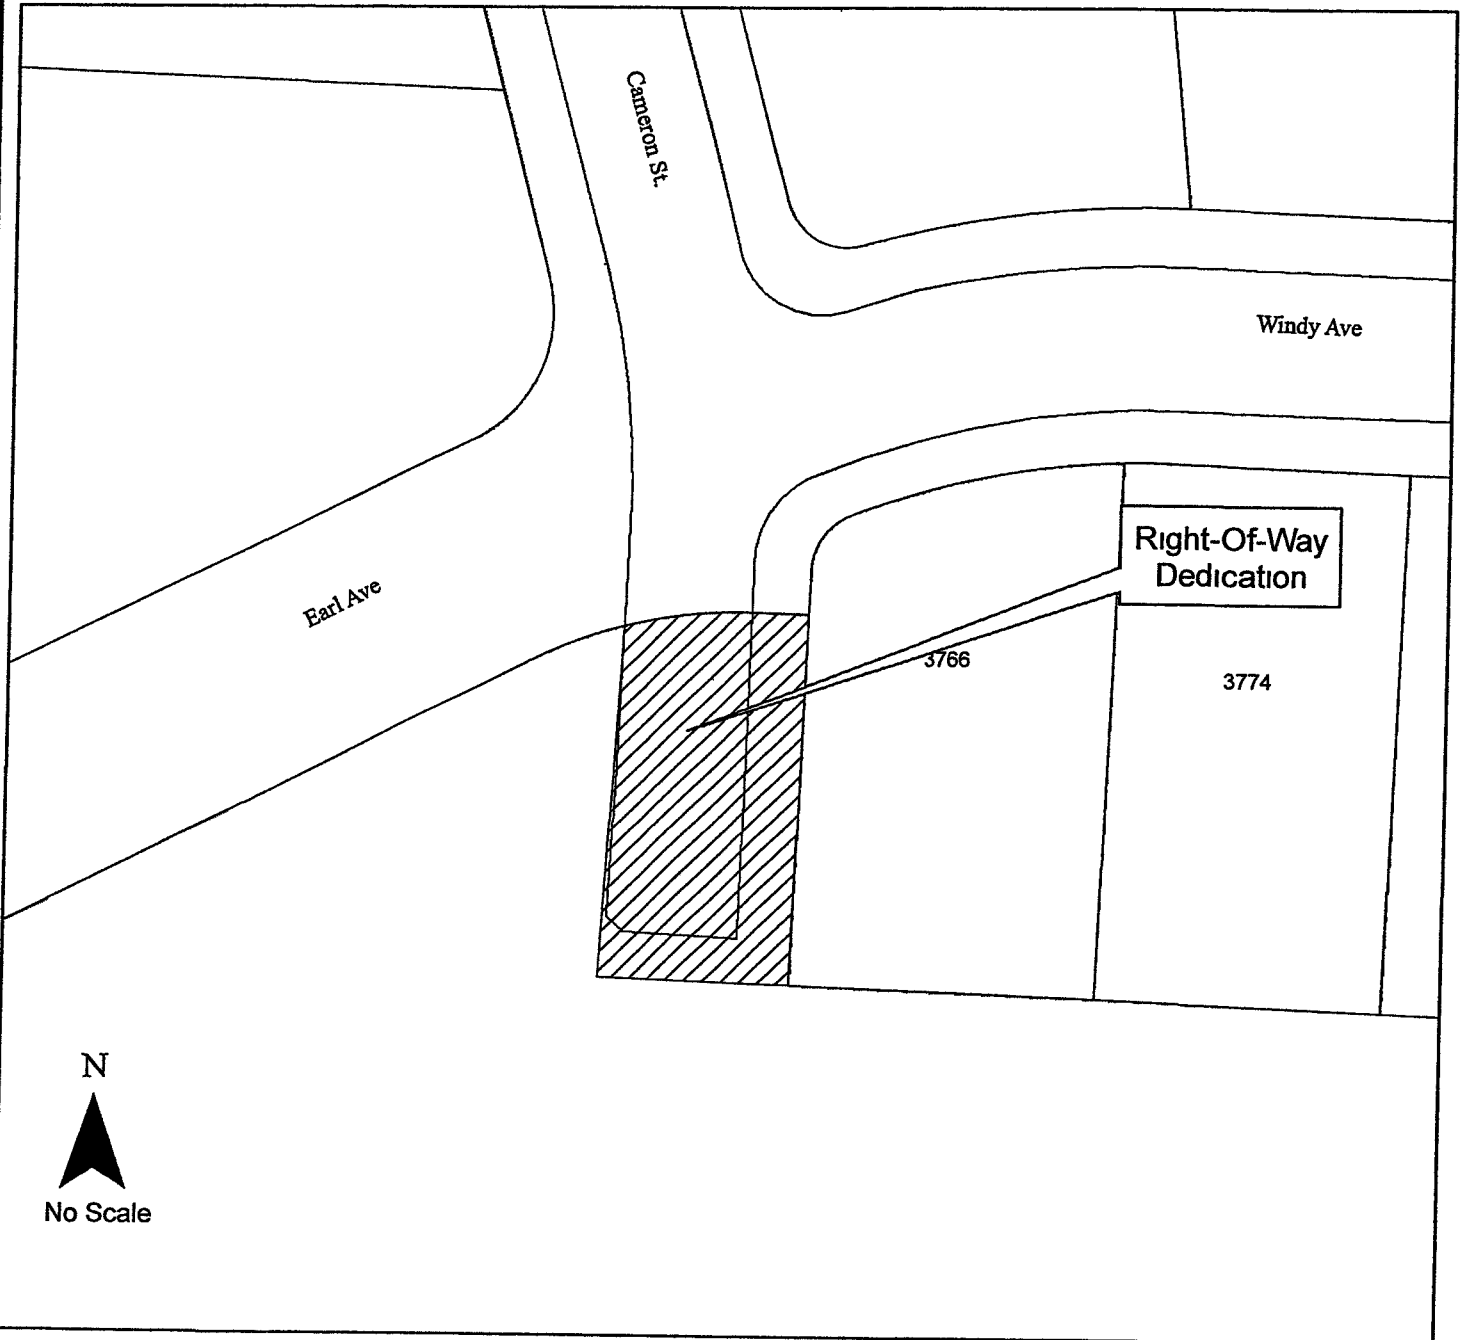 Cameron St.
Windy Ave
Right-Of-Way
Dedication
Earl Ave
3766
3774
N
No Scale